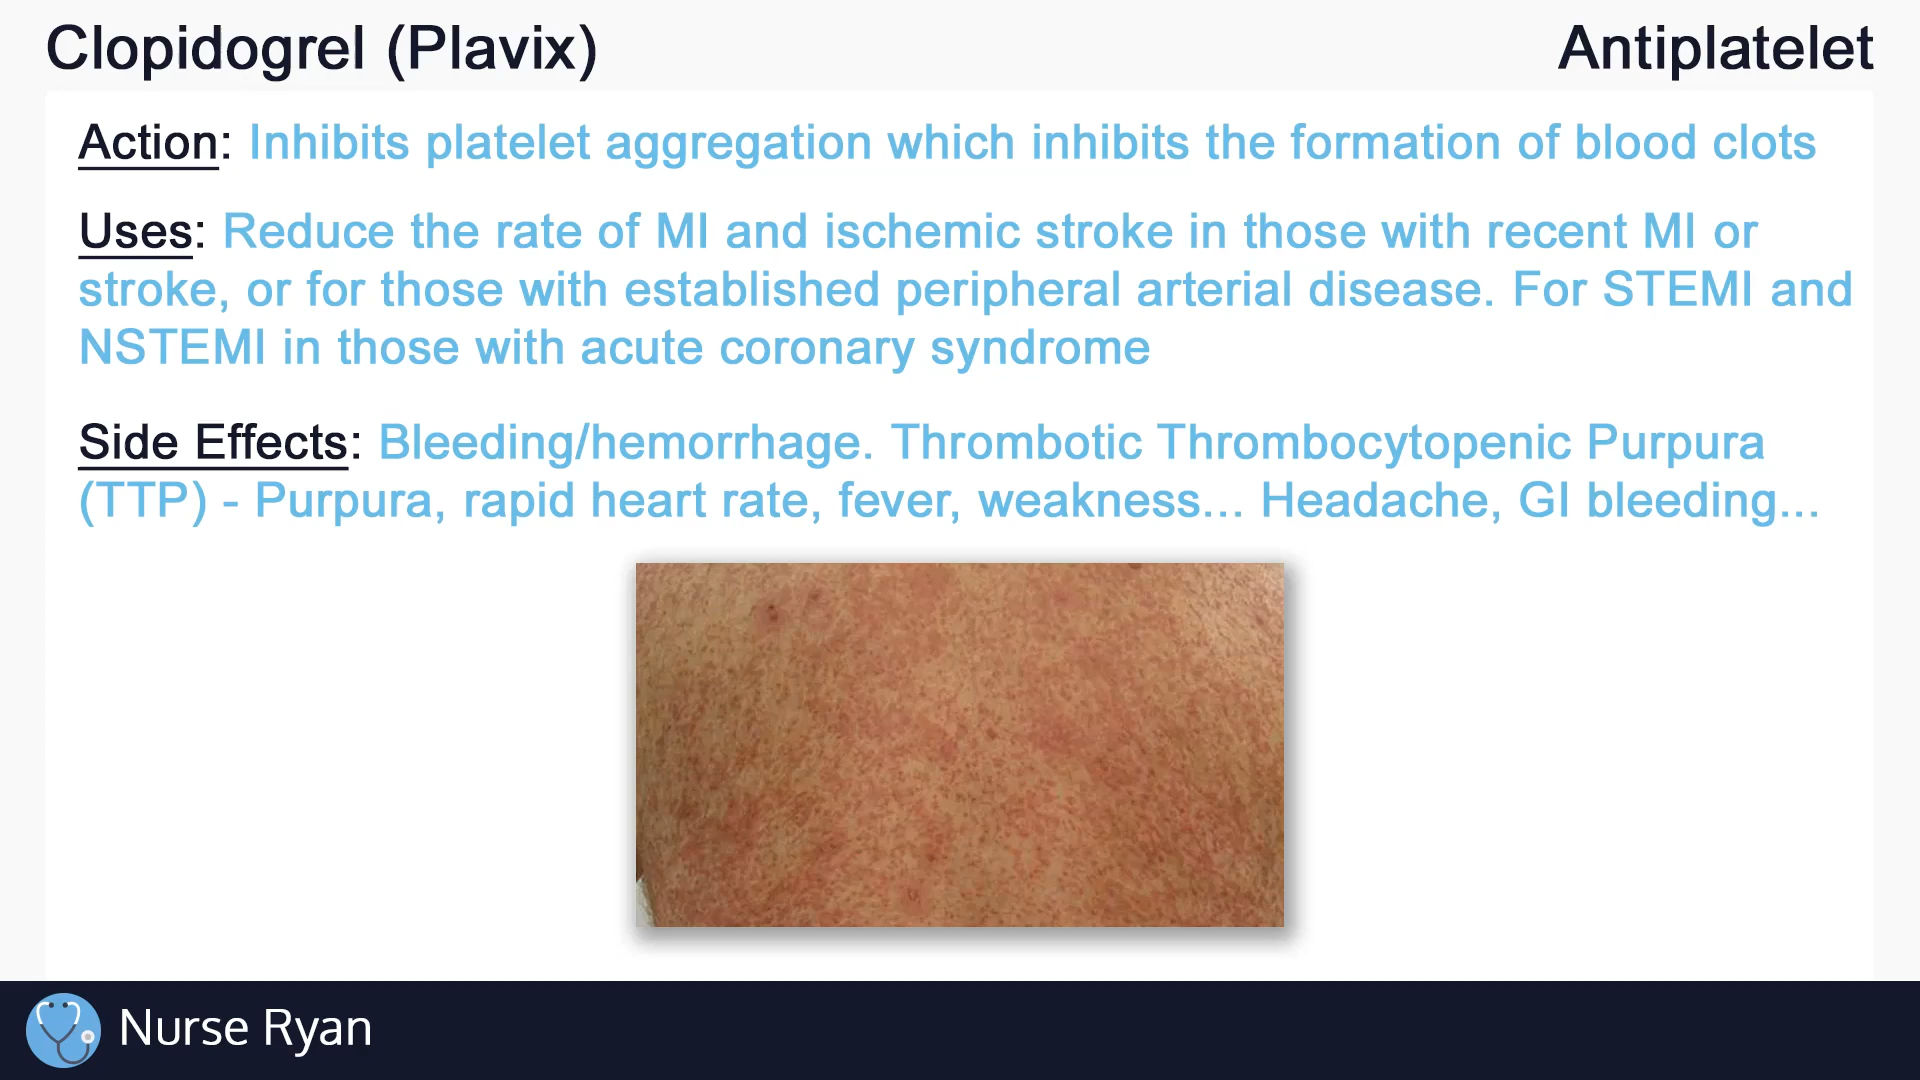 Clopidogrel (Plavix)
Antiplatelet
Action: Inhibits platelet aggregation which inhibits the formation of blood clots
Uses: Reduce the rate of MI and ischemic stroke in those with recent MI or
stroke, or for those with established peripheral arterial disease. For STEMI and
NSTEMI in those with acute coronary syndrome
Side Effects: Bleeding/hemorrhage. Thrombotic Thrombocytopenic Purpura
(TTP) - Purpura, rapid heart rate, fever, weakness... Headache, GI bleeding...
Nurse Ryan